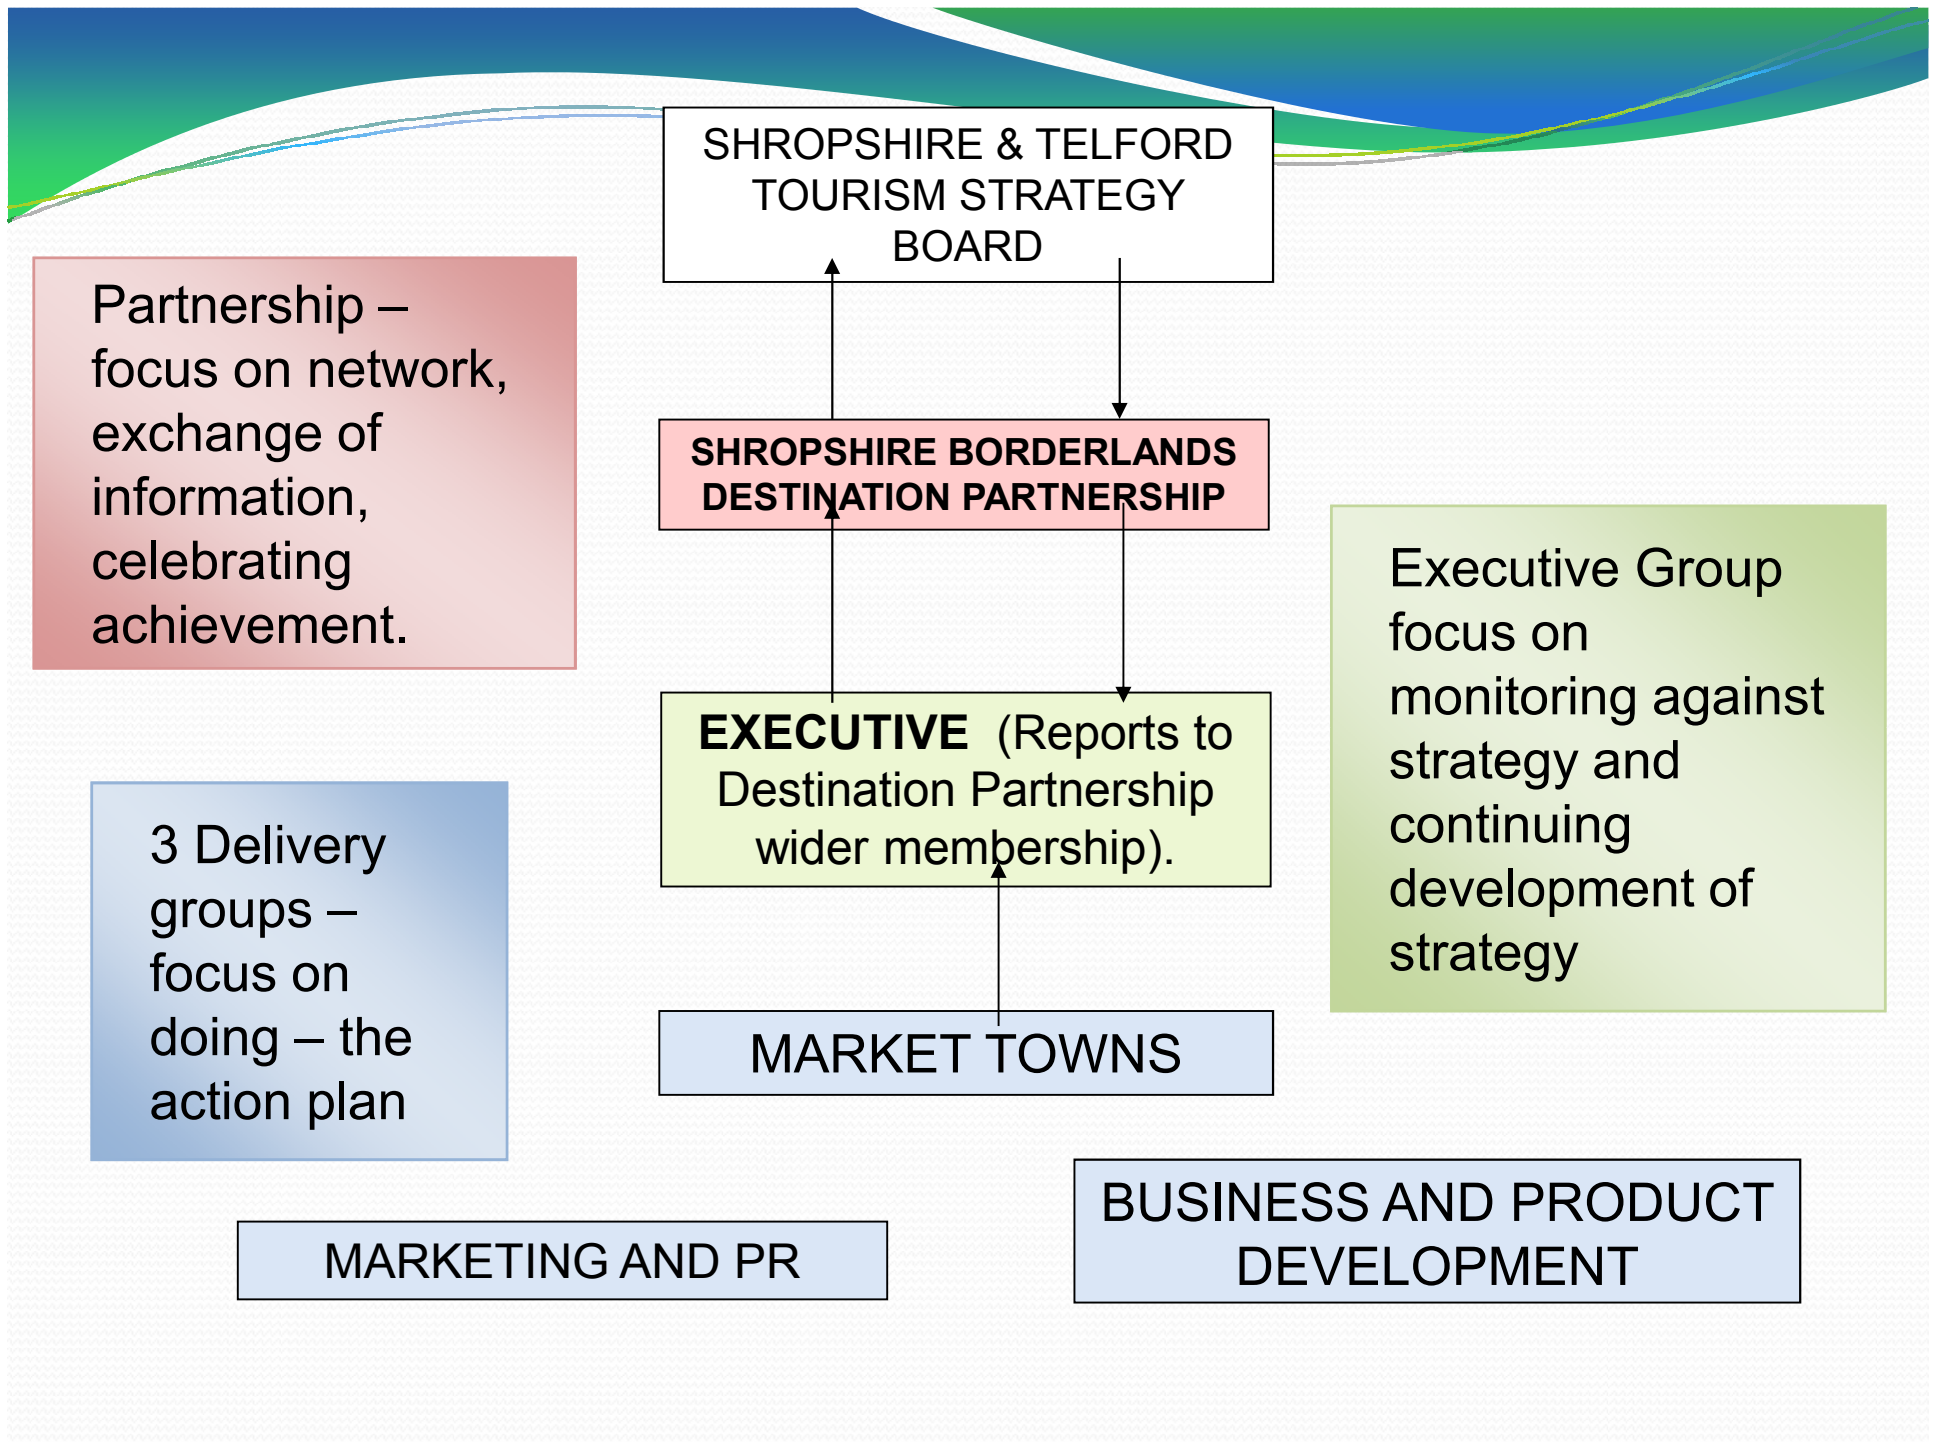 SHROPSHIRE & TELFORD
TOURISM STRATEGY
BOARD
Partnership –
focus on network,
exchange of
information,
celebrating
achievement.
SHROPSHIRE BORDERLANDS
DESTINATION PARTNERSHIP
Executive Group
focus on
monitoring against
strategy and
continuing
development of
strategy
EXECUTIVE (Reports to
Destination Partnership
wider membership).
3 Delivery
groups –
focus on
doing – the
action plan
MARKET TOWNS
MARKETING AND PR
BUSINESS AND PRODUCT
DEVELOPMENT